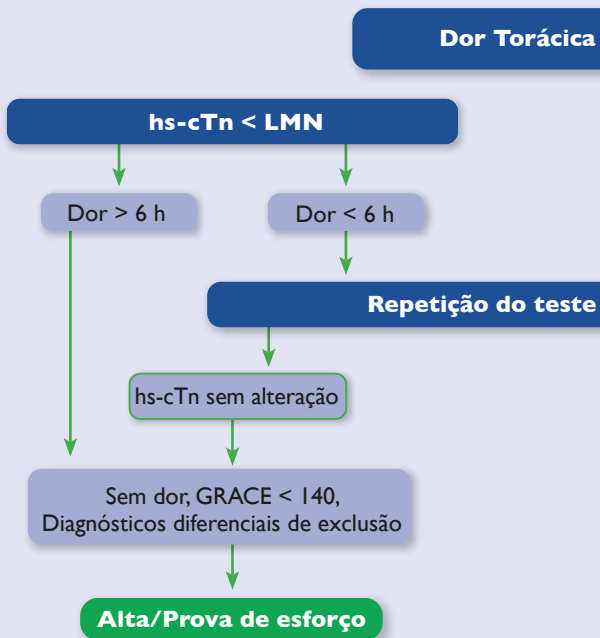 Dor Torácica
hs-cTn < LMN
Dor > 6 h
Dor < 6 h
Repetição do teste
hs-cTn sem alteração
Sem dor, GRACE < 140,
Diagnósticos diferenciais de exclusão
Alta/Prova de esforço